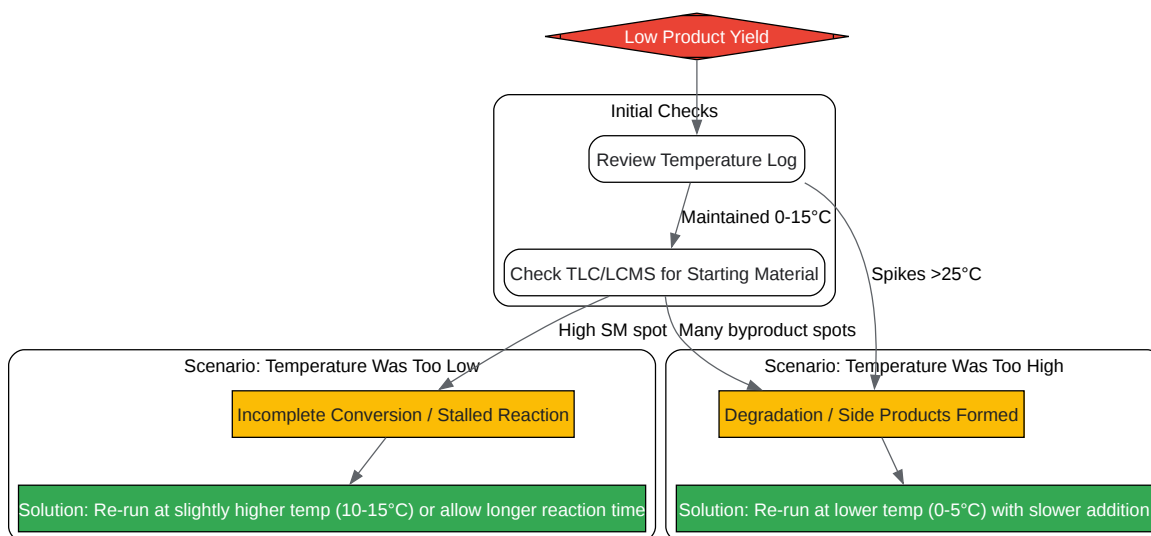 Low Product Yield
Initial Checks
Review Temperature Log
Maintained 0-15°C
Check TLC/LCMS for Starting Material
Spikes >25°C
High SM spot
Many byproduct spots
Scenario: Temperature Was Too Low
Scenario: Temperature Was Too High
Incomplete Conversion / Stalled Reaction
Degradation / Side Products Formed
Solution: Re-run at slightly higher temp (10-15°C) or allow longer reaction time
Solution: Re-run at lower temp (0-5°C) with slower addition